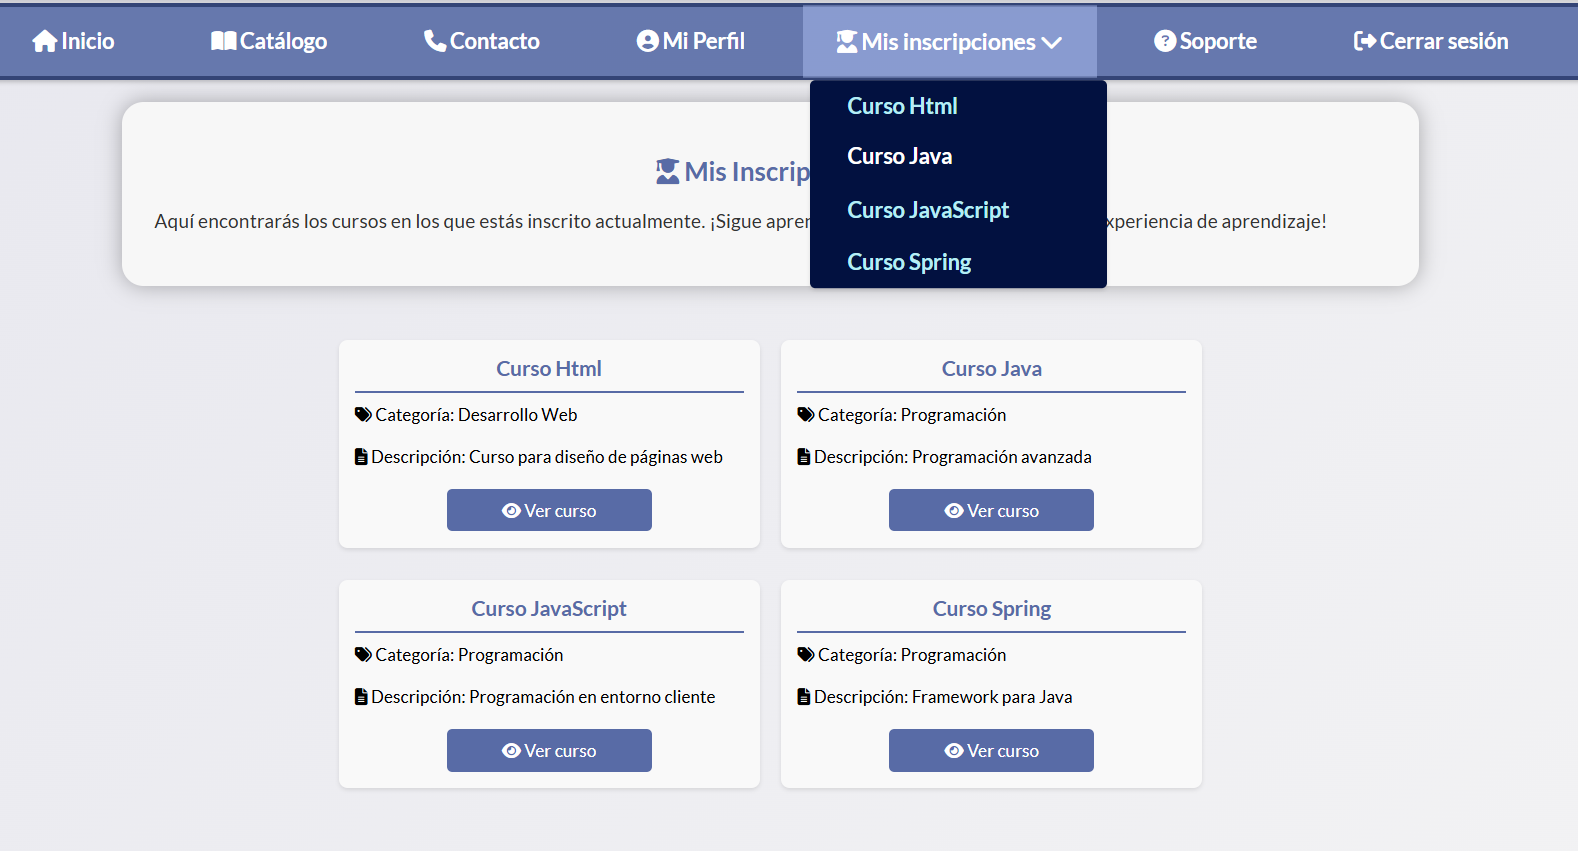 Inicio Catálogo Contacto Mi Perfil Mis inscripciones Soporte Cerrar sesión
Curso Html
Curso Java
Curso JavaScript
Curso Spring
Mis Inscrip
Aquí encontrarás los cursos en los que estás inscrito actualmente. ¡Sigue aprer xperiencia de aprendizaje!
Curso Html
Categoría: Desarrollo Web
Descripción: Curso para diseño de páginas web
Ver curso
Curso Java
Categoría: Programación
Descripción: Programación avanzada
Ver curso
Curso JavaScript
Categoría: Programación
Descripción: Programación en entorno cliente
Ver curso
Curso Spring
Categoría: Programación
Descripción: Framework para Java
Ver curso